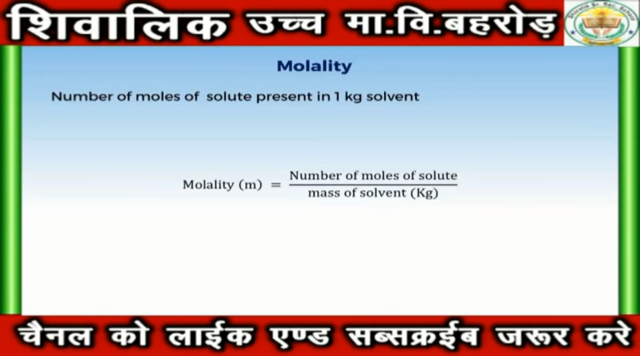 शिवालिक उच्च मा.वि.बहरोड़
Molality
Number of moles of solute present in 1 kg solvent
Molality (m) = Number of moles of solute
mass of solvent (Kg)
चैनल को लाईक एण्ड सब्सक्रईब जरूर करे